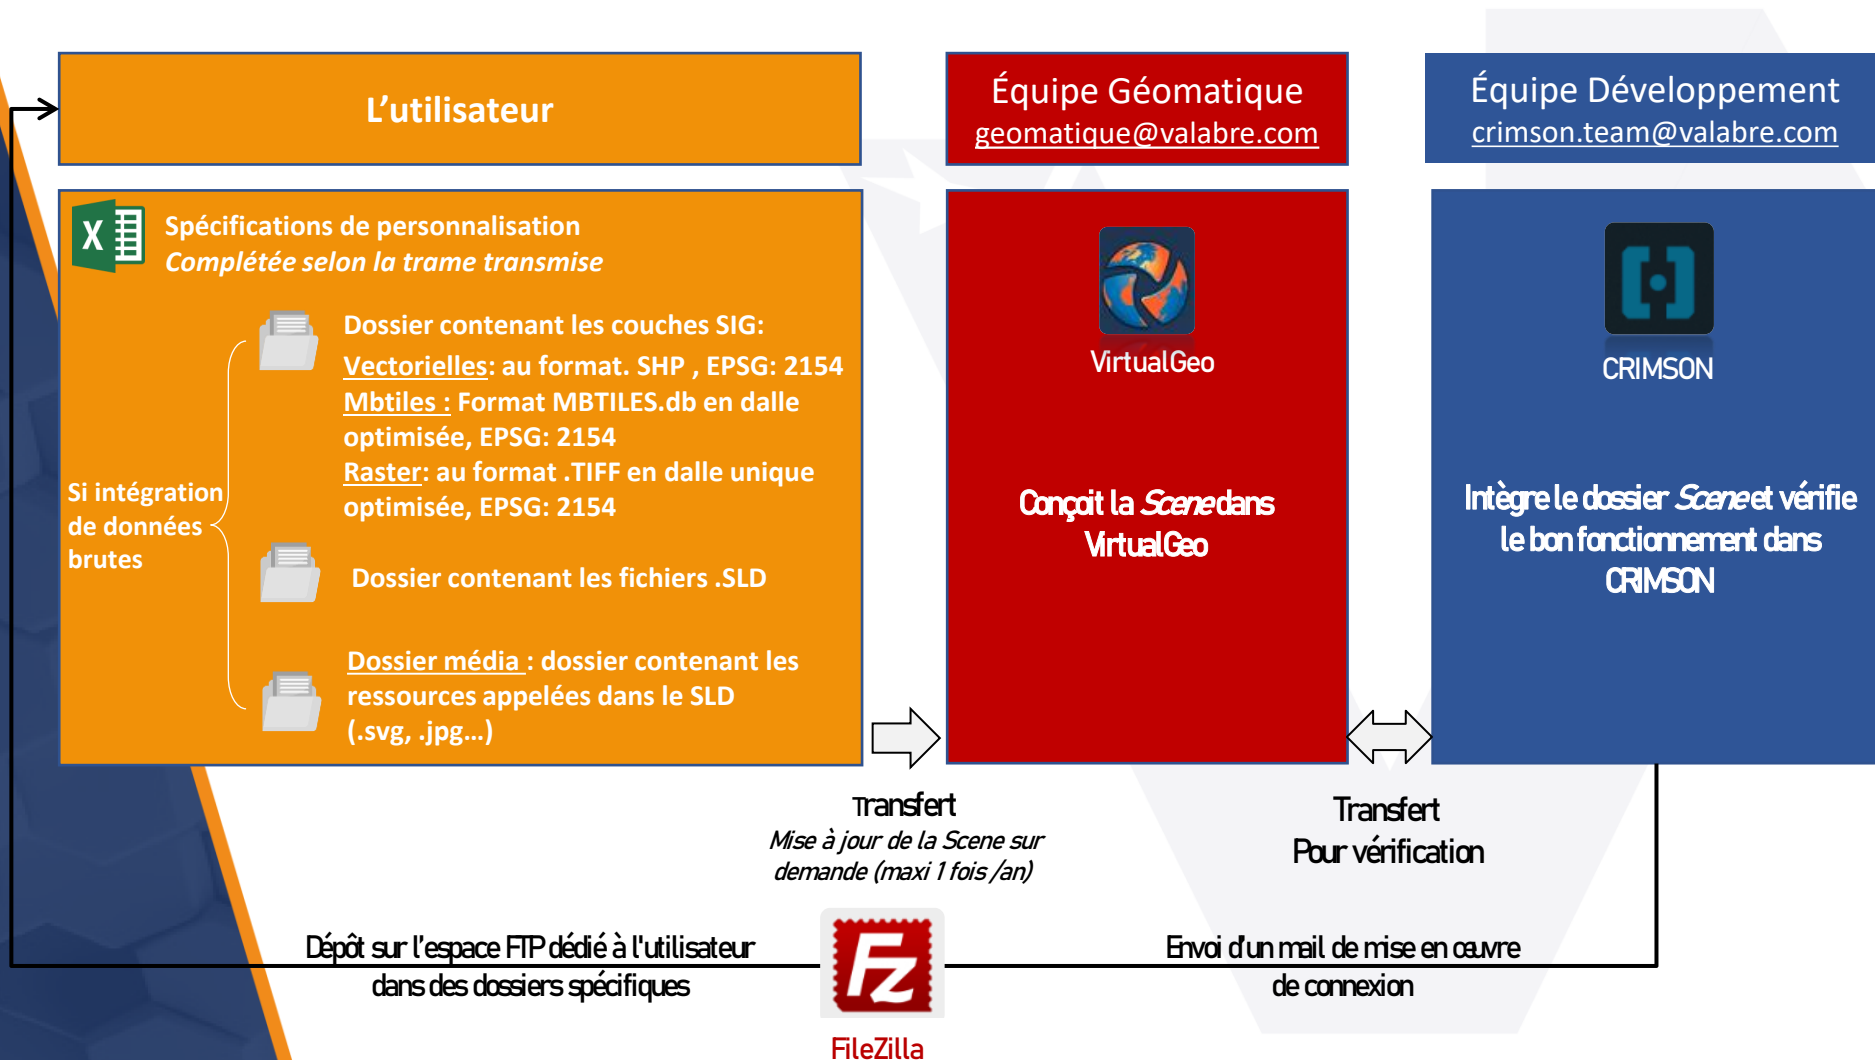 L'utilisateur
Équipe Géomatique
geomatique@valabre.com
Équipe Développement
crimson.team@valabre.com
X
Spécifications de personnalisation
Complétée selon la trame transmise
Si intégration
de données
brutes
Dossier contenant les couches SIG:
Vectorielles: au format. SHP , EPSG: 2154
Mbtiles : Format MBTILES.db en dalle
optimisée, EPSG: 2154
Raster: au format .TIFF en dalle unique
optimisée, EPSG: 2154
Dossier contenant les fichiers .SLD
Dossier média : dossier contenant les
ressources appelées dans le SLD
(.svg, .jpg…)
VirtualGeo
Conçoit la Scene dans
VirtualGeo
CRIMSON
Intègre le dossier Scene et vérifie
le bon fonctionnement dans
CRIMSON
Transfert
Mise à jour de la Scene sur
demande (maxi 1 fois /an)
Transfert
Pour vérification
Dépôt sur l'espace FTP dédié à l'utilisateur
dans des dossiers spécifiques
Fz
FileZilla
Envoi d'un mail de mise en œuvre
de connexion